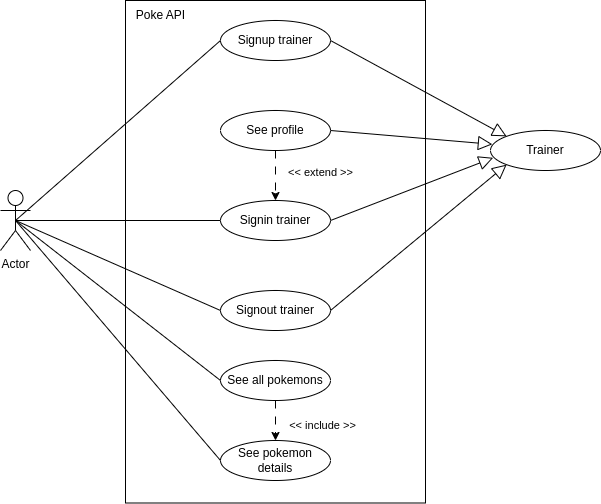 Poke API
Signup trainer
See profile
<< extend >>
Trainer
Signin trainer
Actor
Signout trainer
See all pokemons
<< include >>
See pokemon
details